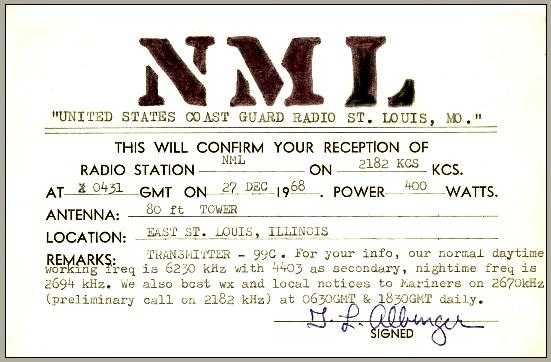 NML
"UNITED STATES COAST GUARD RADIO ST. LOUIS, MO."
THIS WILL CONFIRM YOUR RECEPTION OF
RADIO STATION NML ON 2182 KCS KCS.
AT X 0431 GMT ON 27 DEC 1968. POWER 400 WATTS.
ANTENNA: 80 ft TOWER
LOCATION: EAST ST. LOUIS, ILLINOIS
REMARKS: TRANSMITTER - 99C. For your info, our normal daytime
working freq is 6230 kHz with 4403 as secondary, nightime freq is
2694 kHz. We also bcst wx and local notices to Mariners on 2670kHz
(preliminary call on 2182 kHz) at 0630GMT & 1830GMT daily.
T. L. Albinger
SIGNED